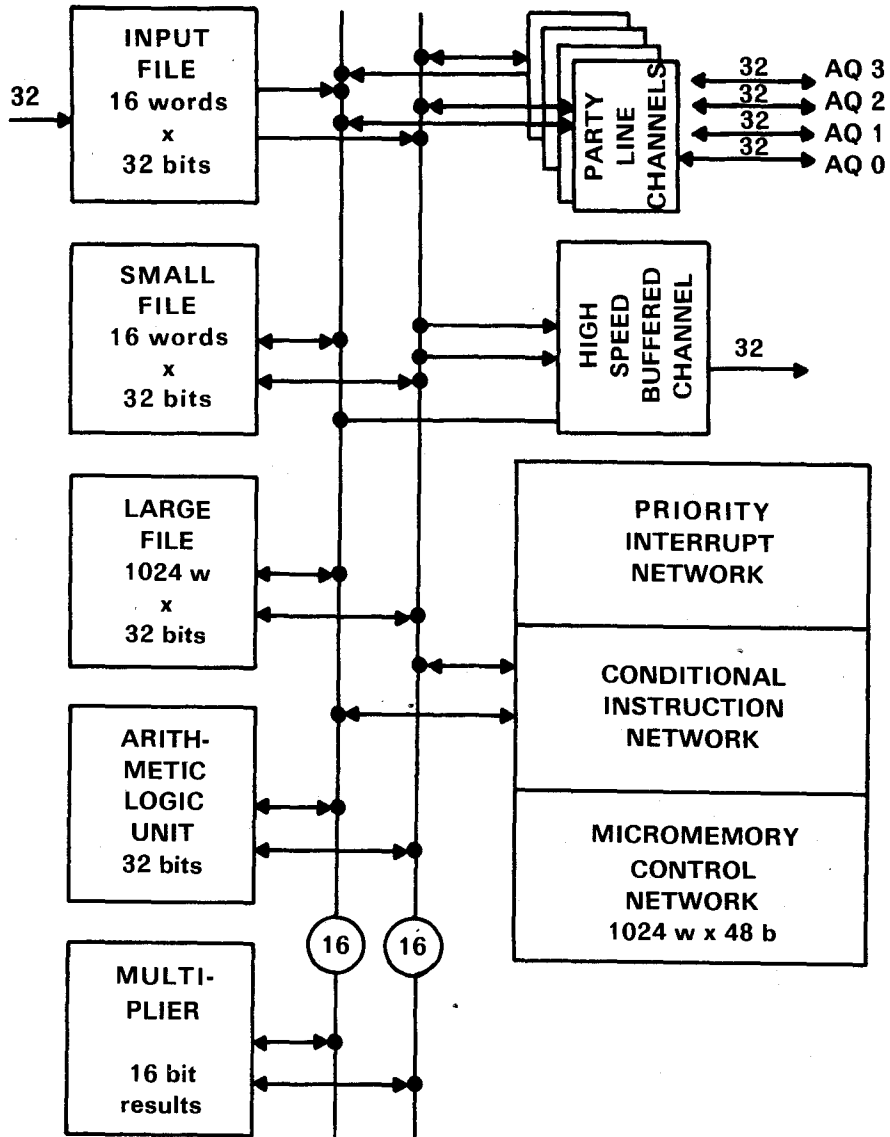 INPUT
FILE
16 words
x
32 bits
32
SMALL
FILE
16 words
x
32 bits
LARGE
FILE
1024 w
x
32 bits
ARITH-
METIC
LOGIC
UNIT
32 bits
MULTI-
PLIER
16 bit
results
16
16
PARTY
LINE
CHANNELS
32
AQ 3
32
AQ 2
32
AQ 1
32
AQ 0
HIGH
SPEED
BUFFERED
CHANNEL
32
PRIORITY
INTERRUPT
NETWORK
CONDITIONAL
INSTRUCTION
NETWORK
MICROMEMORY
CONTROL
NETWORK
1024 w x 48 b